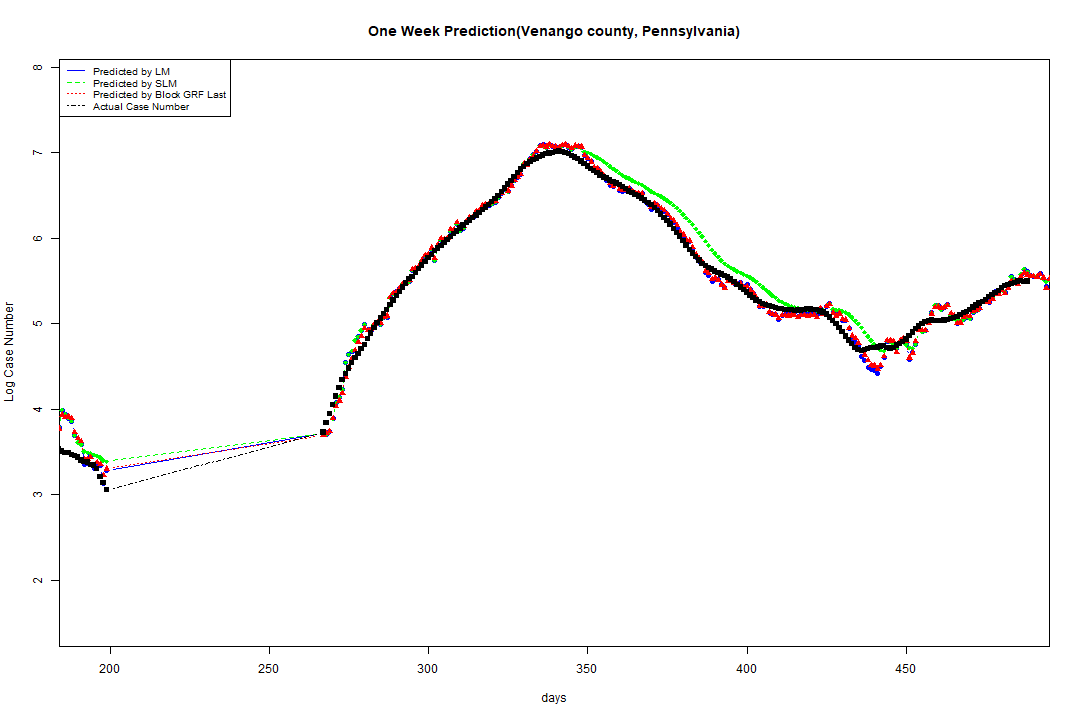 One Week Prediction(Venango county, Pennsylvania)
Predicted by LM
Predicted by SLM
Predicted by Block GRF Last
Actual Case Number
8
7
6
5
4
3
2
Log Case Number
200 250 300 350 400 450
days